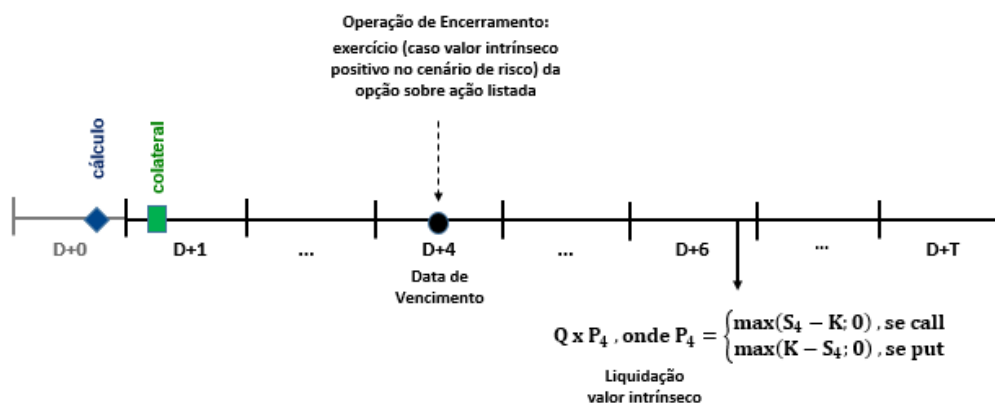 Operação de Encerramento:
exercício (caso valor intrínseco
positivo no cenário de risco) da
opção sobre ação listada
cálculo
colateral
D+0
D+1
...
D+4
...
D+6
...
D+T
Data de
Vencimento
Q x P₄ , onde P₄ = { max(S₄ − K; 0) , se call
max(K − S₄; 0) , se put
Liquidação
valor intrínseco